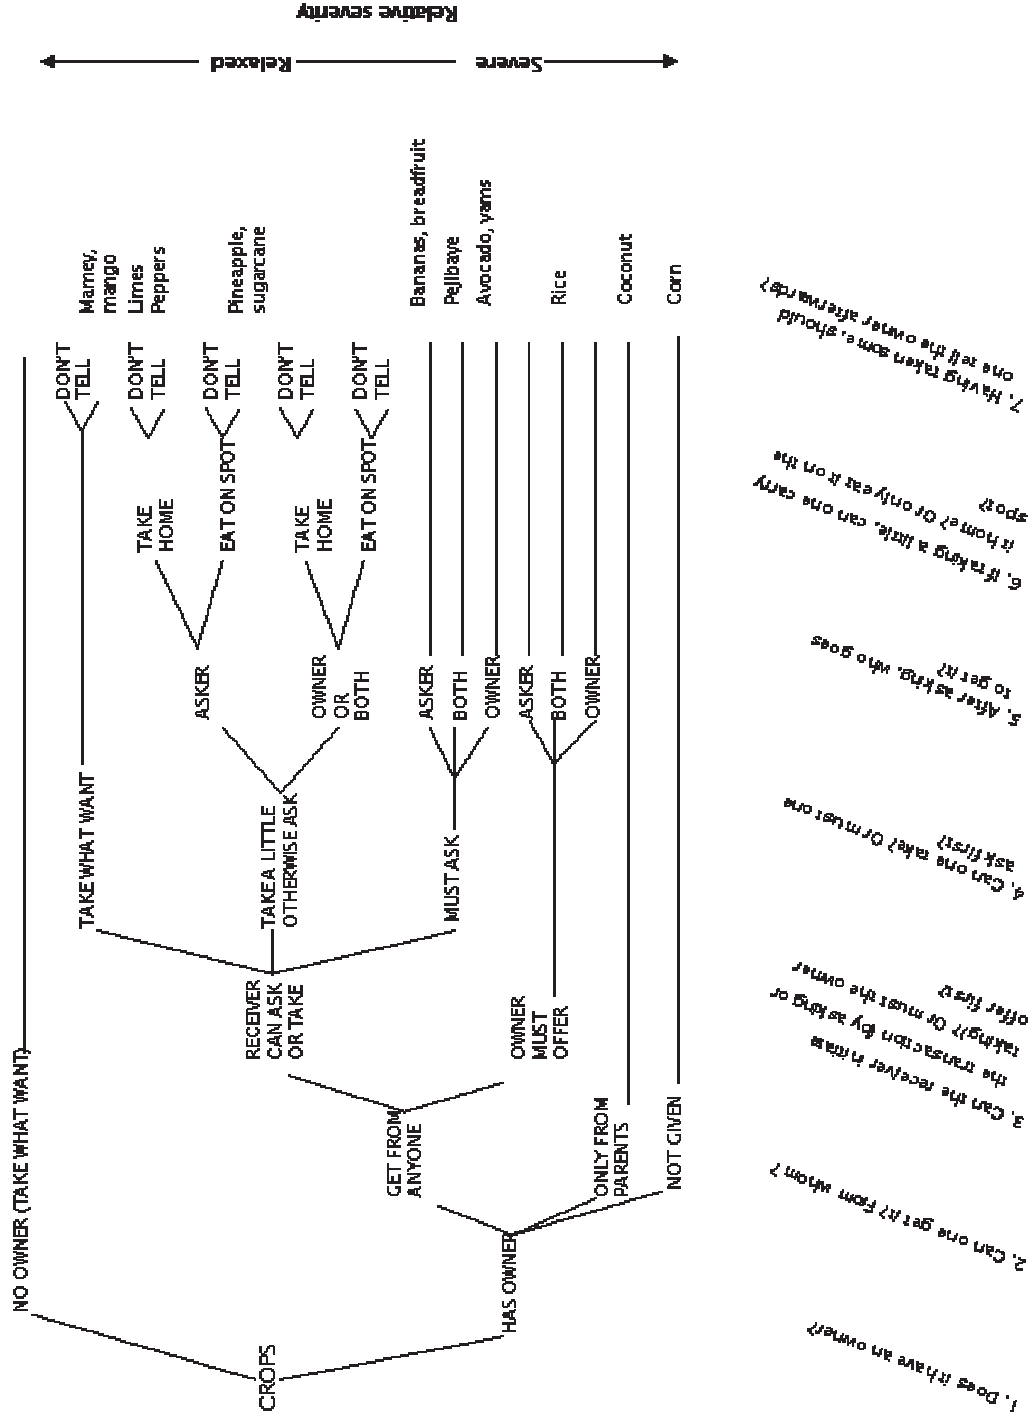 CROPS
NO OWNER (TAKE WHAT WANT)
HAS OWNER
GET FROM
ANYONE
ONLY FROM
PARENTS
NOT GIVEN
RECEIVER
CAN ASK
OR TAKE
OWNER
MUST
OFFER
TAKE WHAT WANT
TAKE A LITTLE
OTHERWISE ASK
MUST ASK
ASKER
OWNER
OR
BOTH
ASKER
BOTH
OWNER
ASKER
BOTH
OWNER
TAKE
HOME
EAT ON SPOT
TAKE
HOME
EAT ON SPOT
DON'T
TELL
DON'T
TELL
DON'T
TELL
DON'T
TELL
DON'T
TELL
Mamey,
mango
Limes
Peppers
Pineapple,
sugarcane
Bananas, breadfruit
Pejibaye
Avocado, yams
Rice
Coconut
Corn
Relaxed
Severe
Relative severity
1. Does it have an owner?
2. Can one get it? From whom?
3. Can the receiver initiate
the transaction (by asking or
taking)? Or must the owner
offer first?
4. Can one take? Or must one
ask first?
5. After asking, who goes
to get it?
6. If taking a little, can one carry
it home? Or only eat it on the
spot?
7. Having taken some, should
one tell the owner afterwards?